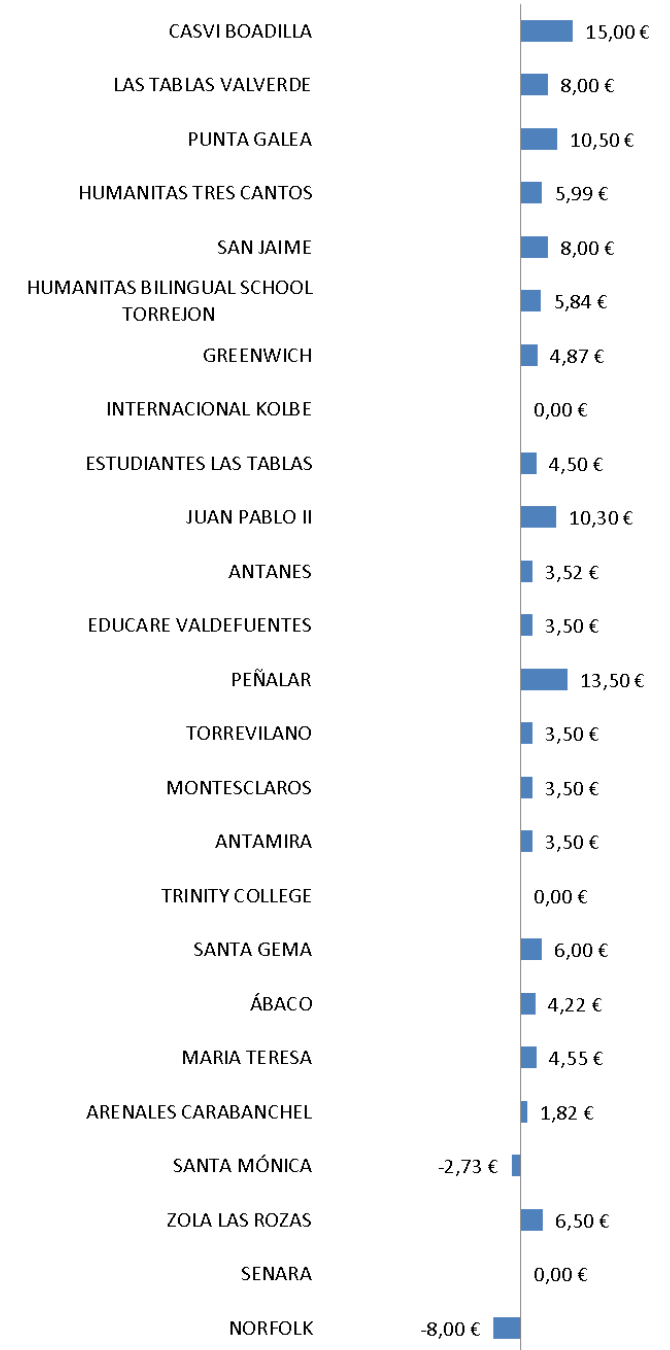 CASVI BOADILLA 15,00 €
LAS TABLAS VALVERDE 8,00 €
PUNTA GALEA 10,50 €
HUMANITAS TRES CANTOS 5,99 €
SAN JAIME 8,00 €
HUMANITAS BILINGUAL SCHOOL
TORREJON 5,84 €
GREENWICH 4,87 €
INTERNACIONAL KOLBE 0,00 €
ESTUDIANTES LAS TABLAS 4,50 €
JUAN PABLO II 10,30 €
ANTANES 3,52 €
EDUCARE VALDEFUENTES 3,50 €
PEÑALAR 13,50 €
TORREVILANO 3,50 €
MONTESCLAROS 3,50 €
ANTAMIRA 3,50 €
TRINITY COLLEGE 0,00 €
SANTA GEMA 6,00 €
ÁBACO 4,22 €
MARIA TERESA 4,55 €
ARENALES CARABANCHEL 1,82 €
SANTA MÓNICA -2,73 €
ZOLA LAS ROZAS 6,50 €
SENARA 0,00 €
NORFOLK -8,00 €